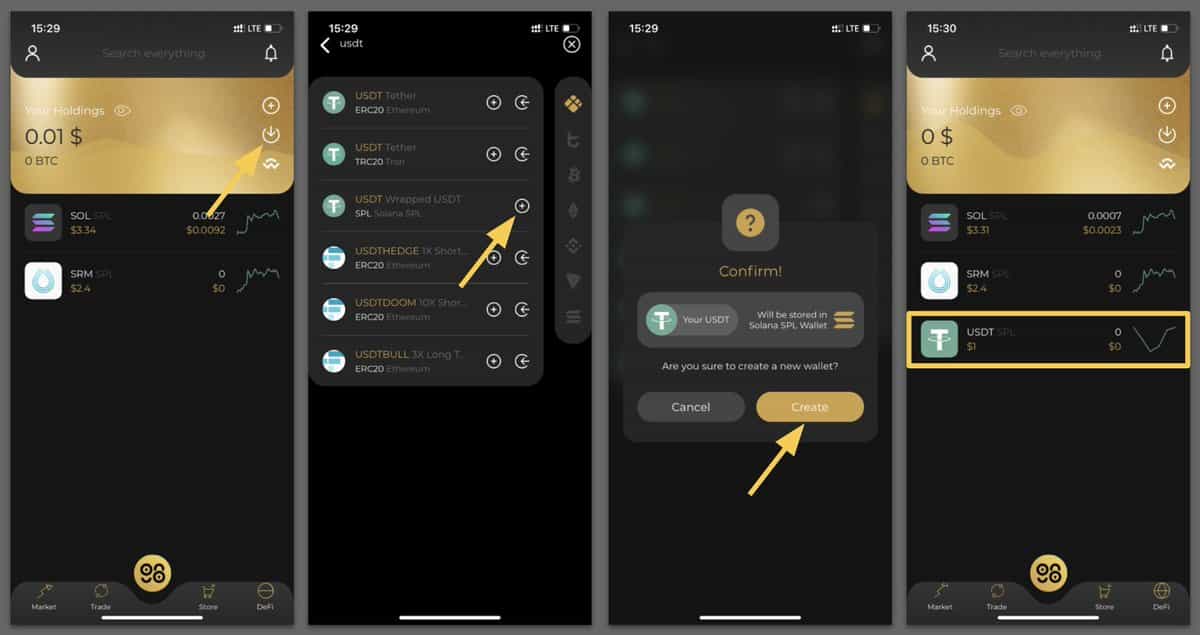 15:29
LTE
Search everything
Your Holdings
0.01 $
0 BTC
SOL SPL
0.0027
$3.34
$0.0092
SRM SPL
0
$2.4
$0
98
Market
Trade
Store
DeFi
15:29
LTE
usdt
USDT Tether
ERC20 Ethereum
USDT Tether
TRC20 Tron
USDT Wrapped USDT
SPL Solana SPL
USDTHEDGE 1X Short...
ERC20 Ethereum
USDTDOOM 10X Shor...
ERC20 Ethereum
USDTBULL 3X Long T...
ERC20 Ethereum
15:29
LTE
?
Confirm!
Your USDT
Will be stored in
Solana SPL Wallet
Are you sure to create a new wallet?
Cancel
Create
15:30
LTE
Search everything
Your Holdings
0 $
0 BTC
SOL SPL
0.0007
$3.31
$0.0023
SRM SPL
0
$2.4
$0
USDT SPL
0
$1
$0
98
Market
Trade
Store
DeFi